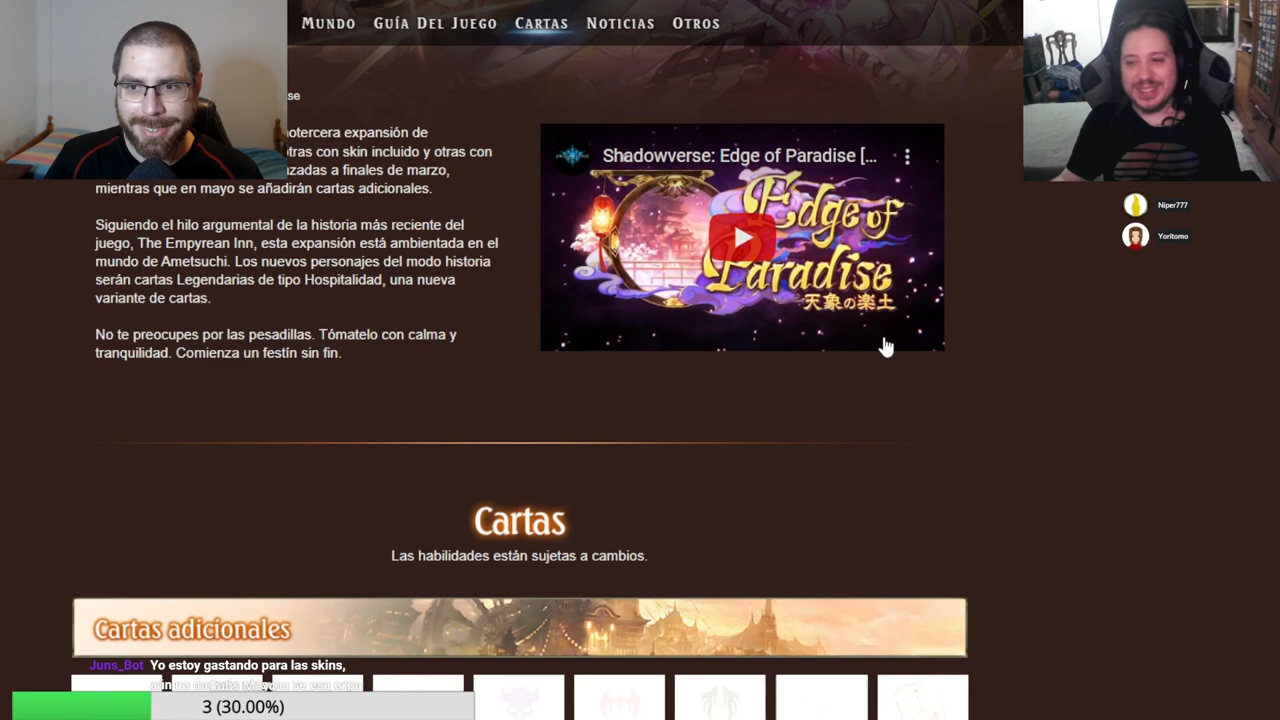 Mundo Guía Del Juego Cartas Noticias Otros
se
otercera expansión de
tras con skin incluido y otras con
zadas a finales de marzo,
mientras que en mayo se añadirán cartas adicionales.
Siguiendo el hilo argumental de la historia más reciente del
juego, The Empyrean Inn, esta expansión está ambientada en el
mundo de Ametsuchi. Los nuevos personajes del modo historia
serán cartas Legendarias de tipo Hospitalidad, una nueva
variante de cartas.
No te preocupes por las pesadillas. Tómatelo con calma y
tranquilidad. Comienza un festín sin fin.
Shadowverse: Edge of Paradise [...
Edge of
Paradise
天象の楽土
Niper777
Yoritomo
Cartas
Las habilidades están sujetas a cambios.
Cartas adicionales
Juns_Bot Yo estoy gastando para las skins,
3 (30.00%)